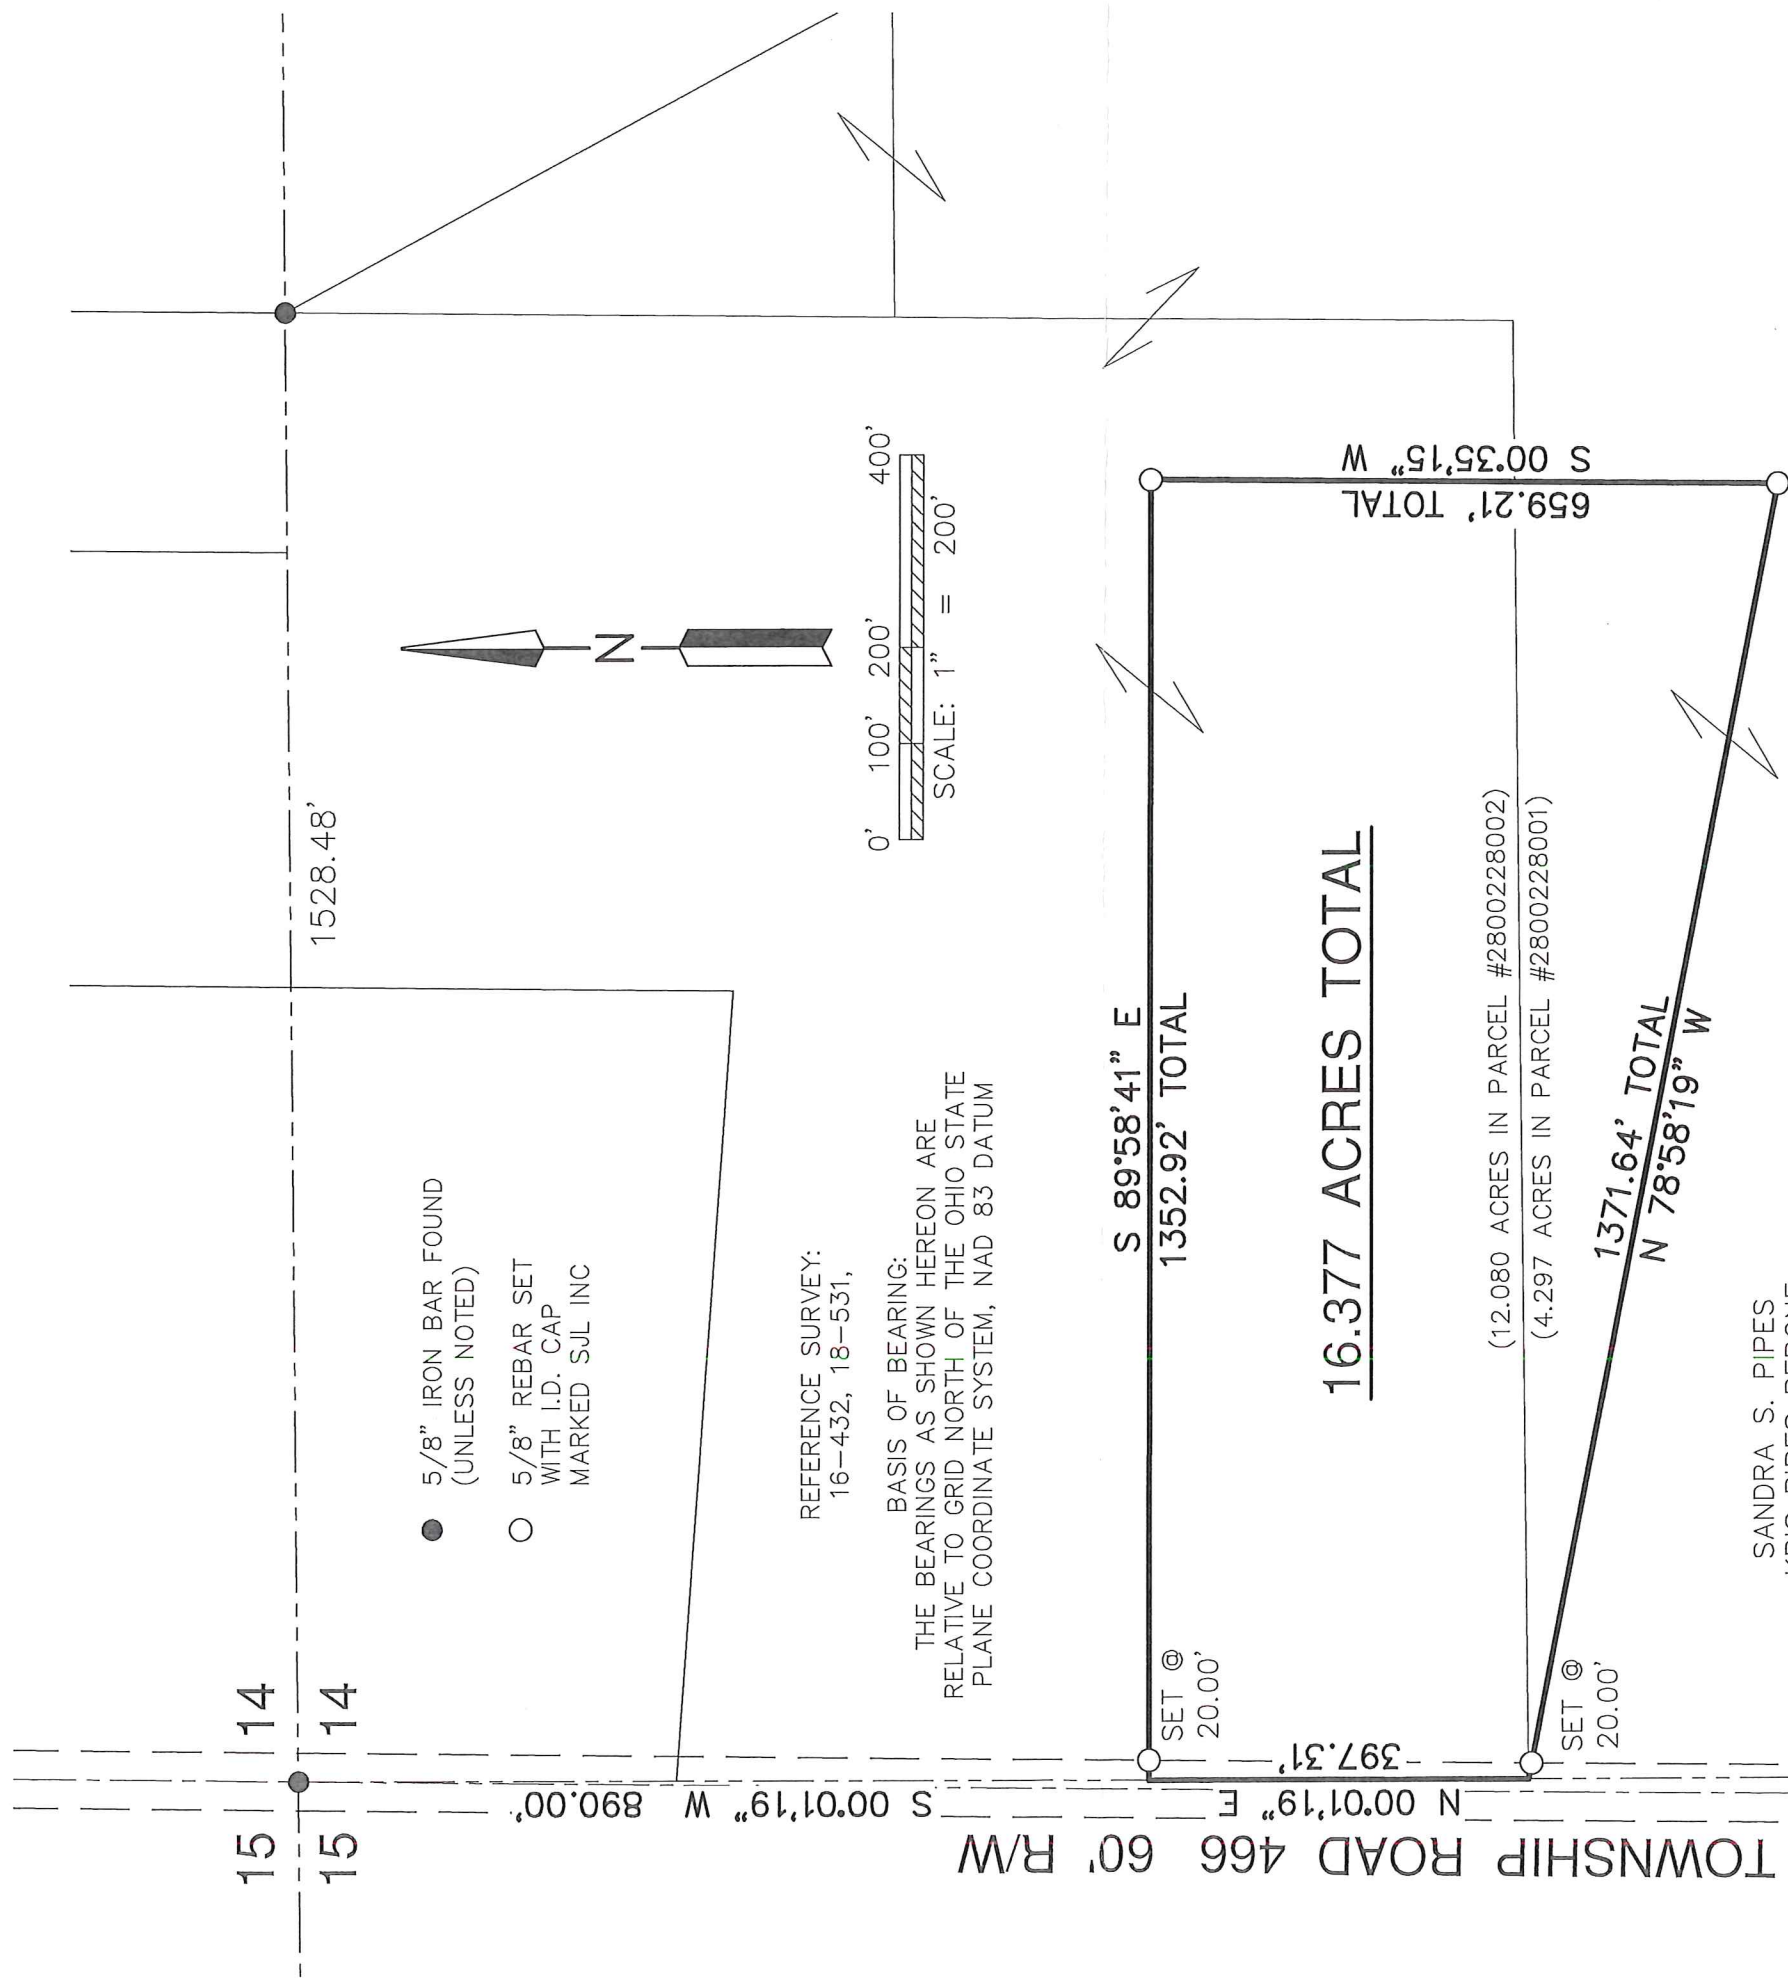 15 14
15 14
1528.48'
5/8" IRON BAR FOUND
(UNLESS NOTED)
5/8" REBAR SET
WITH I.D. CAP
MARKED SJL INC
N
0' 100' 200' 400'
SCALE: 1" = 200'
S 00°01'19" W 890.00'
REFERENCE SURVEY:
16-432, 18-531,
BASIS OF BEARING:
THE BEARINGS AS SHOWN HEREON ARE
RELATIVE TO GRID NORTH OF THE OHIO STATE
PLANE COORDINATE SYSTEM, NAD 83 DATUM
TOWNSHIP ROAD 466 60' R/W
S 89°58'41" E
1352.92' TOTAL
SET @
20.00'
N 00°01'19" E
397.31'
16.377 ACRES TOTAL
S 00°35'15" W
659.21' TOTAL
(12.080 ACRES IN PARCEL #2800228002)
(4.297 ACRES IN PARCEL #2800228001)
SET @
20.00'
1371.64' TOTAL
N 78°58'19" W
SANDRA S. PIPES